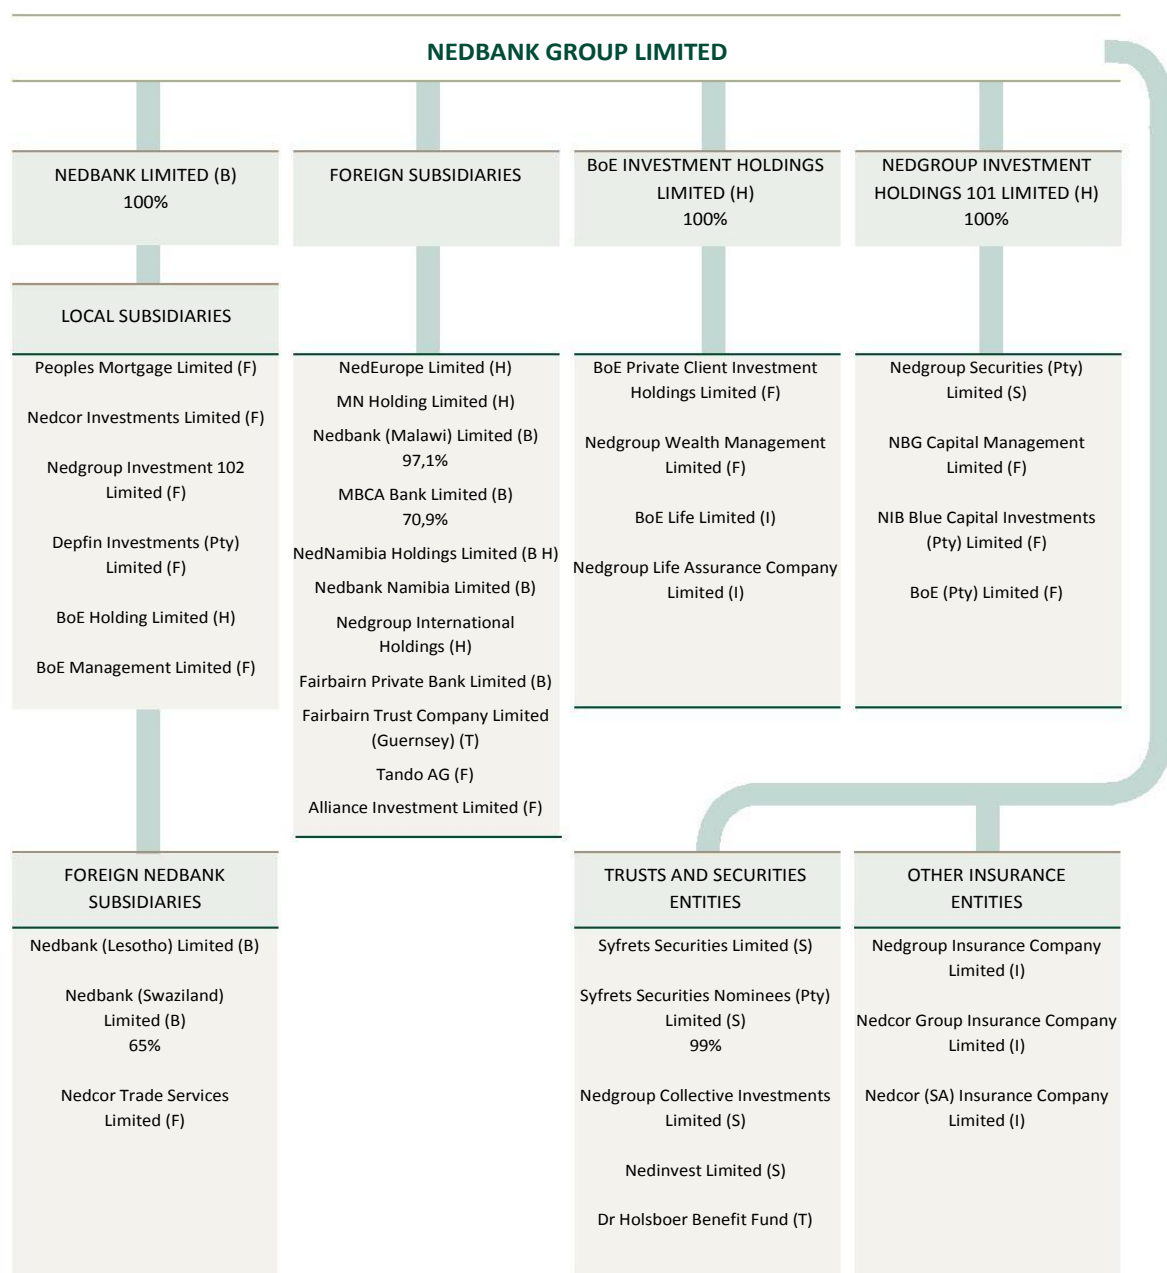 NEDBANK GROUP LIMITED
NEDBANK LIMITED (B)
100%
FOREIGN SUBSIDIARIES
BoE INVESTMENT HOLDINGS
LIMITED (H)
100%
NEDGROUP INVESTMENT
HOLDINGS 101 LIMITED (H)
100%
LOCAL SUBSIDIARIES
Peoples Mortgage Limited (F)
Nedcor Investments Limited (F)
Nedgroup Investment 102
Limited (F)
Depfin Investments (Pty)
Limited (F)
BoE Holding Limited (H)
BoE Management Limited (F)
NedEurope Limited (H)
MN Holding Limited (H)
Nedbank (Malawi) Limited (B)
97,1%
MBCA Bank Limited (B)
70,9%
NedNamibia Holdings Limited (B H)
Nedbank Namibia Limited (B)
Nedgroup International
Holdings (H)
Fairbairn Private Bank Limited (B)
Fairbairn Trust Company Limited
(Guernsey) (T)
Tando AG (F)
Alliance Investment Limited (F)
BoE Private Client Investment
Holdings Limited (F)
Nedgroup Wealth Management
Limited (F)
BoE Life Limited (I)
Nedgroup Life Assurance Company
Limited (I)
Nedgroup Securities (Pty)
Limited (S)
NBG Capital Management
Limited (F)
NIB Blue Capital Investments
(Pty) Limited (F)
BoE (Pty) Limited (F)
FOREIGN NEDBANK
SUBSIDIARIES
Nedbank (Lesotho) Limited (B)
Nedbank (Swaziland)
Limited (B)
65%
Nedcor Trade Services
Limited (F)
TRUSTS AND SECURITIES
ENTITIES
Syfrets Securities Limited (S)
Syfrets Securities Nominees (Pty)
Limited (S)
99%
Nedgroup Collective Investments
Limited (S)
Nedinvest Limited (S)
Dr Holsboer Benefit Fund (T)
OTHER INSURANCE
ENTITIES
Nedgroup Insurance Company
Limited (I)
Nedcor Group Insurance Company
Limited (I)
Nedcor (SA) Insurance Company
Limited (I)